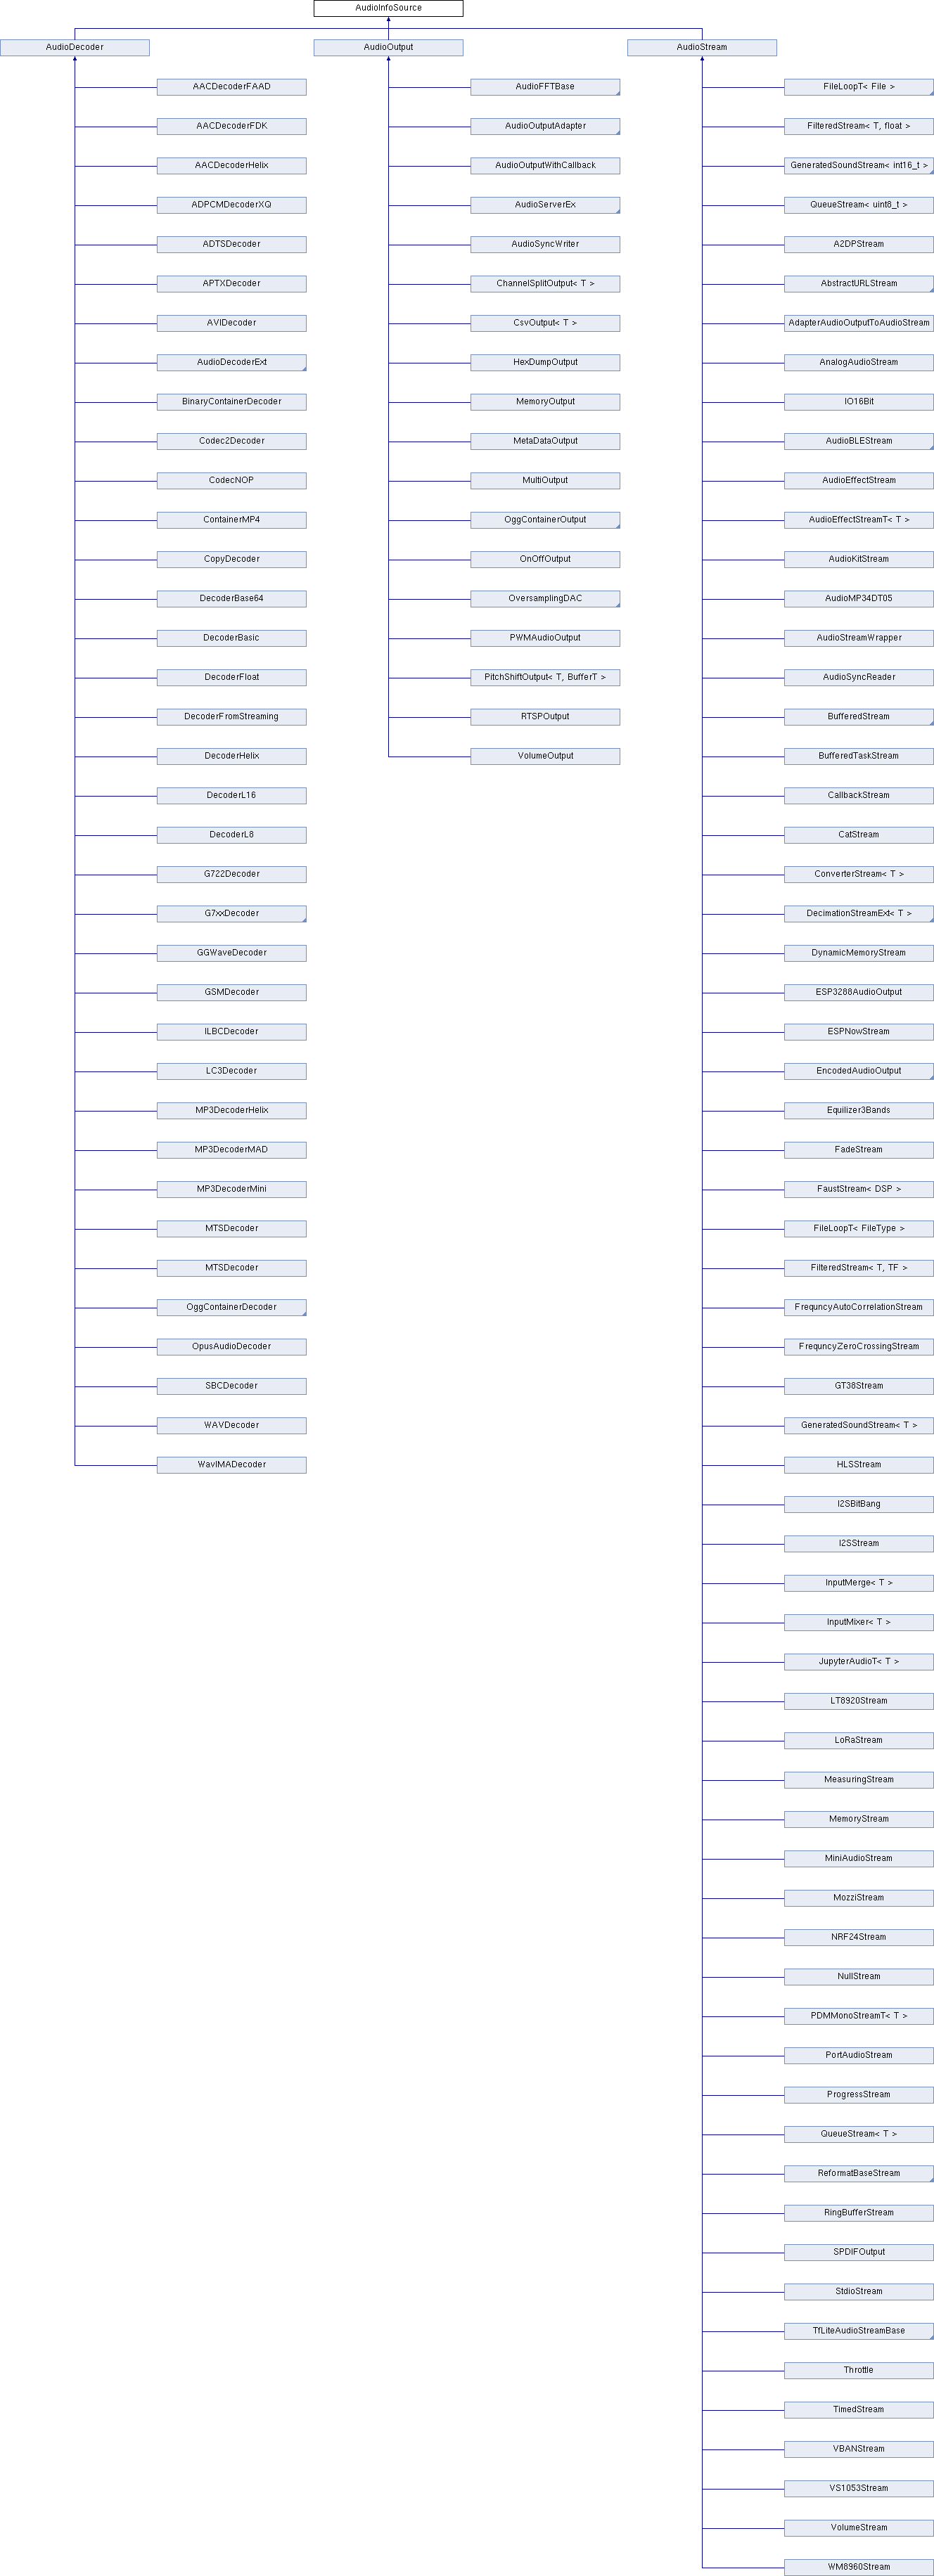 AudioInfoSource
AudioDecoder
AudioOutput
AudioStream
AACDecoderFAAD
AACDecoderFDK
AACDecoderHelix
ADPCMDecoderXQ
ADTSDecoder
APTXDecoder
AVIDecoder
AudioDecoderExt
BinaryContainerDecoder
Codec2Decoder
CodecNOP
ContainerMP4
CopyDecoder
DecoderBase64
DecoderBasic
DecoderFloat
DecoderFromStreaming
DecoderHelix
DecoderL16
DecoderL8
G722Decoder
G7xxDecoder
GGWaveDecoder
GSMDecoder
ILBCDecoder
LC3Decoder
MP3DecoderHelix
MP3DecoderMAD
MP3DecoderMini
MTSDecoder
MTSDecoder
OggContainerDecoder
OpusAudioDecoder
SBCDecoder
WAVDecoder
WavIMADecoder
AudioFFTBase
AudioOutputAdapter
AudioOutputWithCallback
AudioServerEx
AudioSyncWriter
ChannelSplitOutput< T >
CsvOutput< T >
HexDumpOutput
MemoryOutput
MetaDataOutput
MultiOutput
OggContainerOutput
OnOffOutput
OversamplingDAC
PWMAudioOutput
PitchShiftOutput< T, BufferT >
RTSPOutput
VolumeOutput
FileLoopT< File >
FilteredStream< T, float >
GeneratedSoundStream< int16_t >
QueueStream< uint8_t >
A2DPStream
AbstractURLStream
AdapterAudioOutputToAudioStream
AnalogAudioStream
IO16Bit
AudioBLEStream
AudioEffectStream
AudioEffectStreamT< T >
AudioKitStream
AudioMP34DT05
AudioStreamWrapper
AudioSyncReader
BufferedStream
BufferedTaskStream
CallbackStream
CatStream
ConverterStream< T >
DecimationStreamExt< T >
DynamicMemoryStream
ESP3288AudioOutput
ESPNowStream
EncodedAudioOutput
Equilizer3Bands
FadeStream
FaustStream< DSP >
FileLoopT< FileType >
FilteredStream< T, TF >
FrequncyAutoCorrelationStream
FrequncyZeroCrossingStream
GT38Stream
GeneratedSoundStream< T >
HLSStream
I2SBitBang
I2SStream
InputMerge< T >
InputMixer< T >
JupyterAudioT< T >
LT8920Stream
LoRaStream
MeasuringStream
MemoryStream
MiniAudioStream
MozziStream
NRF24Stream
NullStream
PDMMonoStreamT< T >
PortAudioStream
ProgressStream
QueueStream< T >
ReformatBaseStream
RingBufferStream
SPDIFOutput
StdioStream
TfLiteAudioStreamBase
Throttle
TimedStream
VBANStream
VS1053Stream
VolumeStream
WM8960Stream